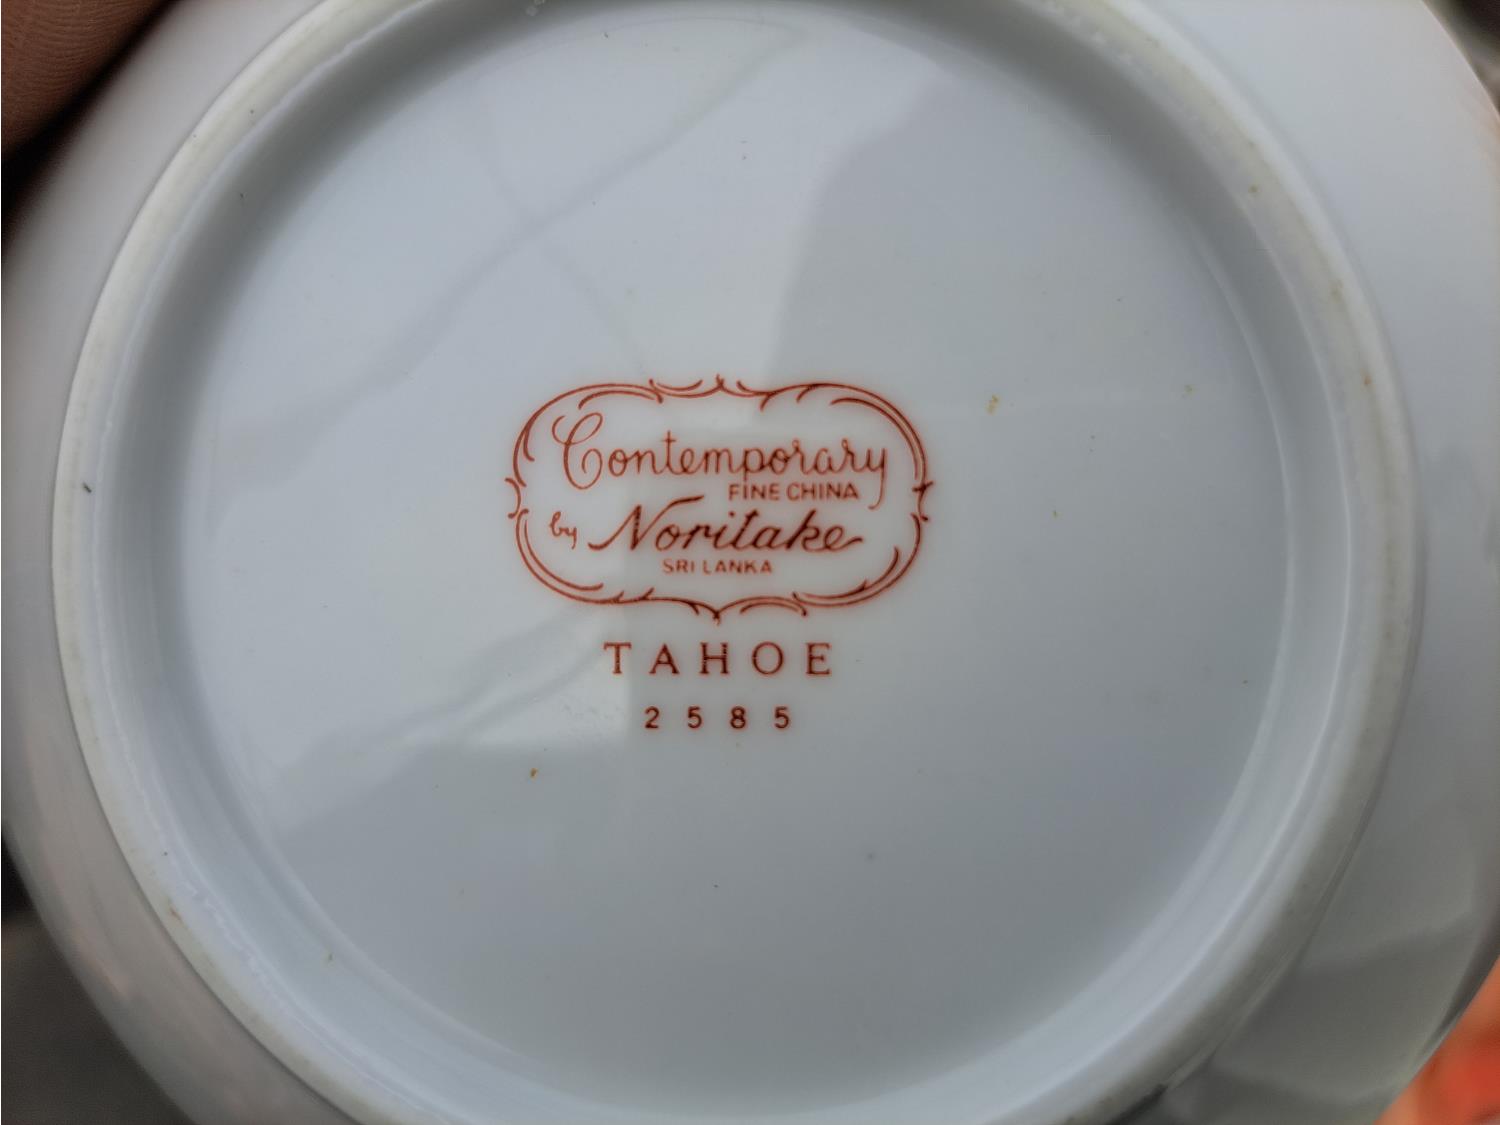 Contemporary
FINE CHINA
by Noritake
SRI LANKA
TAHOE
2585